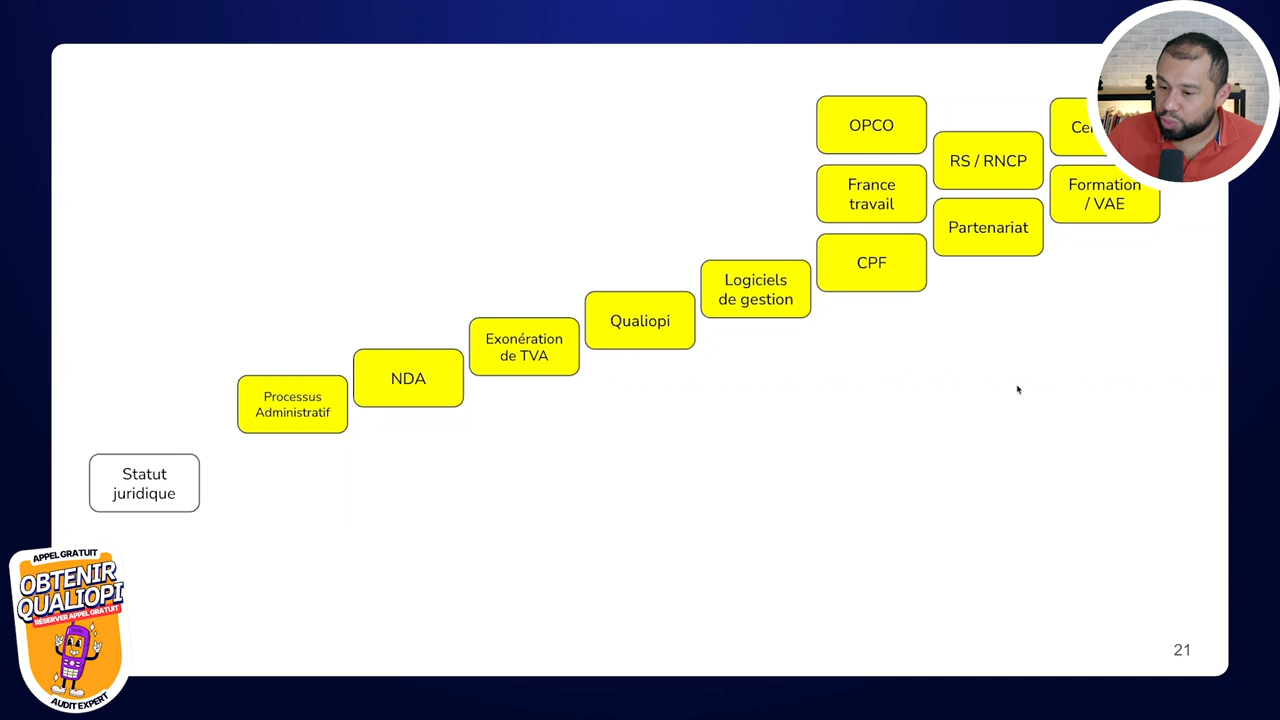 OPCO
RS / RNCP
France
travail
Formation
/ VAE
Partenariat
CPF
Logiciels
de gestion
Qualiopi
Exonération
de TVA
NDA
Processus
Administratif
Statut
juridique
APPEL GRATUIT
OBTENIR
QUALIOPI
RÉSERVER APPEL GRATUIT
AUDIT EXPERT
21